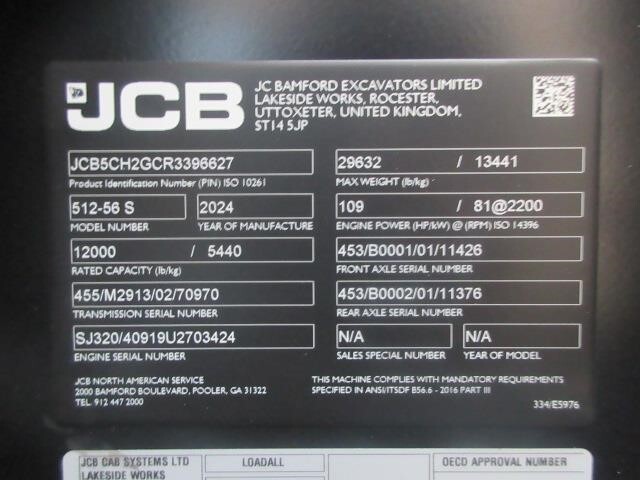 JCB
JC BAMFORD EXCAVATORS LIMITED
LAKESIDE WORKS, ROCESTER,
UTTOXETER, UNITED KINGDOM,
ST14 5JP
JCB5CH2GCR3396627
Product Identification Number (PIN) ISO 10261
29632 / 13441
MAX WEIGHT (lb/kg)
512-56 S
MODEL NUMBER
2024
YEAR OF MANUFACTURE
109 / 81@2200
ENGINE POWER (HP/kW) @ (RPM) ISO 14396
12000 / 5440
RATED CAPACITY (lb/kg)
453/B0001/01/11426
FRONT AXLE SERIAL NUMBER
455/M2913/02/70970
TRANSMISSION SERIAL NUMBER
453/B0002/01/11376
REAR AXLE SERIAL NUMBER
SJ320/40919U2703424
ENGINE SERIAL NUMBER
N/A
SALES SPECIAL NUMBER
N/A
YEAR OF MODEL
JCB NORTH AMERICAN SERVICE
2000 BAMFORD BOULEVARD, POOLER, GA 31322
TEL 912 447 2000
THIS MACHINE COMPLIES WITH MANDATORY REQUIREMENTS
SPECIFIED IN ANSI/ITSDF B56.6 - 2016 PART III
334/E5976
JCB CAB SYSTEMS LTD
LAKESIDE WORKS
LOADALL
OECD APPROVAL NUMBER